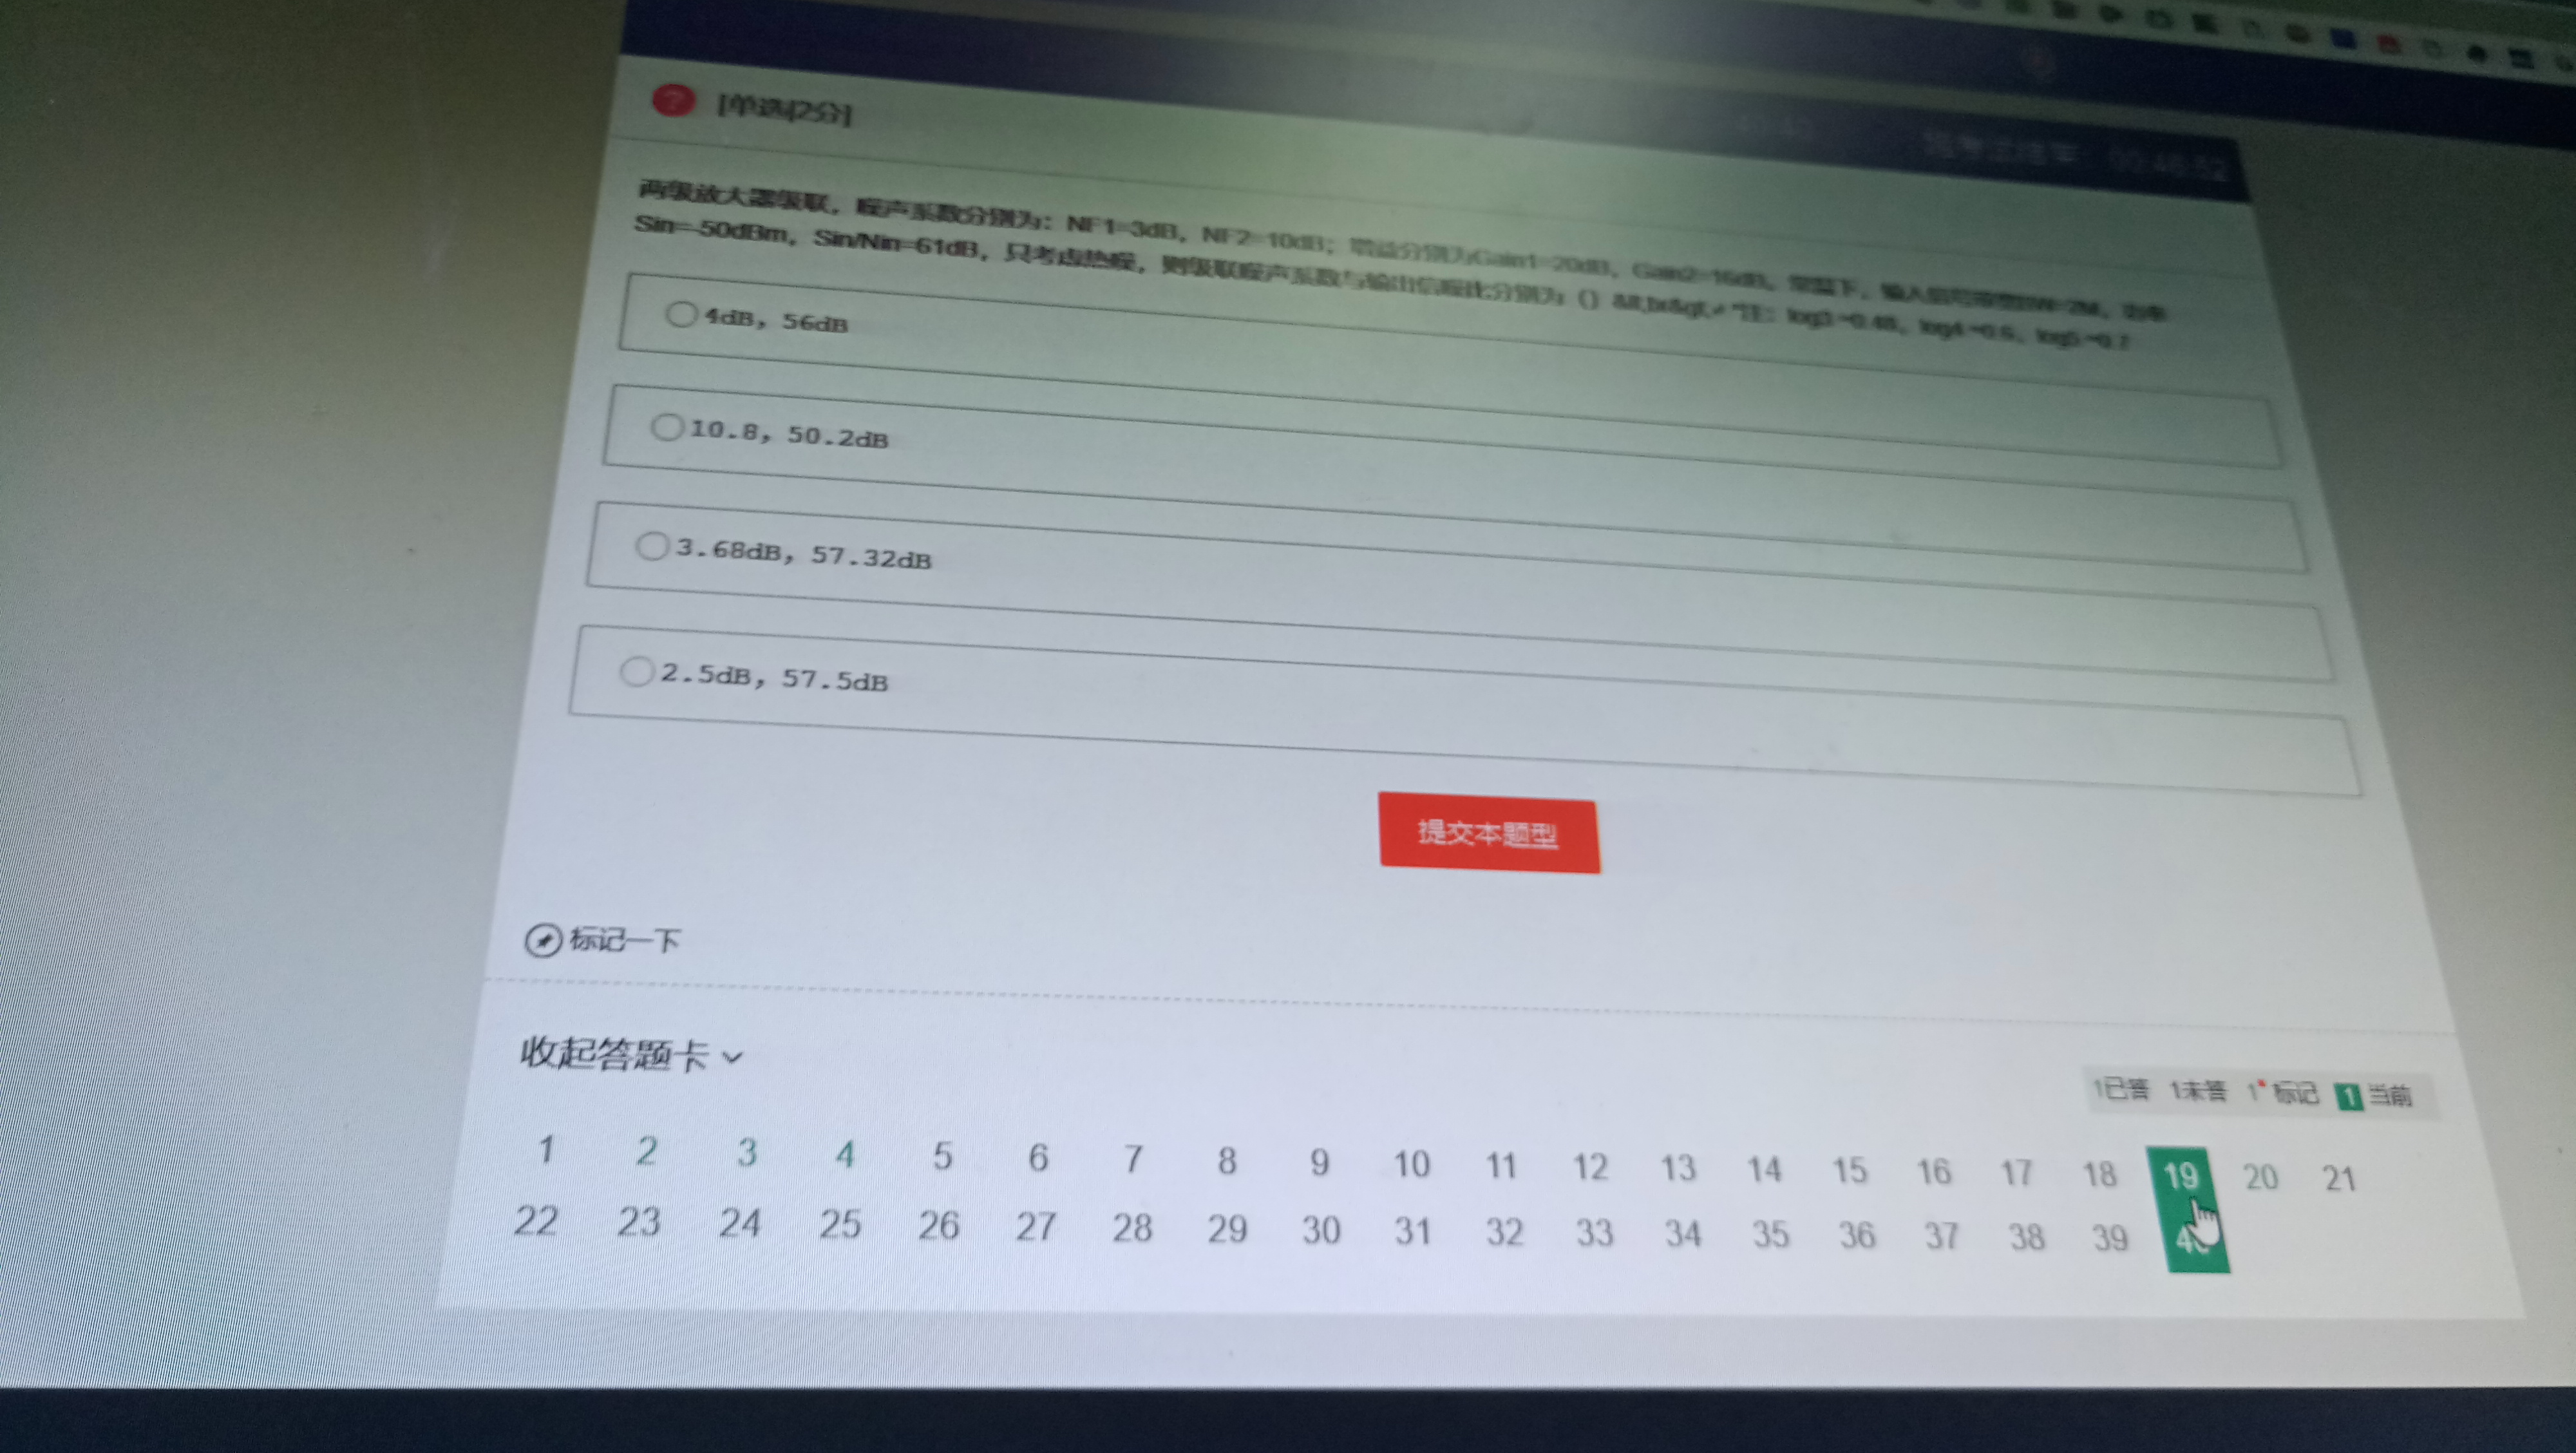 [单选|2分]
两级放大器级联，噪声系数分别为：NF1=3dB，NF2=10dB；增益分别为Gain1=20dB，Gain2=16dB。常温下，输入信号带宽BW=2M，功率
Sin=-50dBm，Sin/Nin=61dB，只考虑热噪，则级联噪声系数与输出信噪比分别为（） 注：log3=0.48、log4=0.6、log5=0.7
4dB, 56dB
10.8, 50.2dB
3.68dB, 57.32dB
2.5dB, 57.5dB
提交本题型
标记一下
收起答题卡
1已答 1未答 1标记 1当前
1 2 3 4 5 6 7 8 9 10 11 12 13 14 15 16 17 18 19 20 21
22 23 24 25 26 27 28 29 30 31 32 33 34 35 36 37 38 39